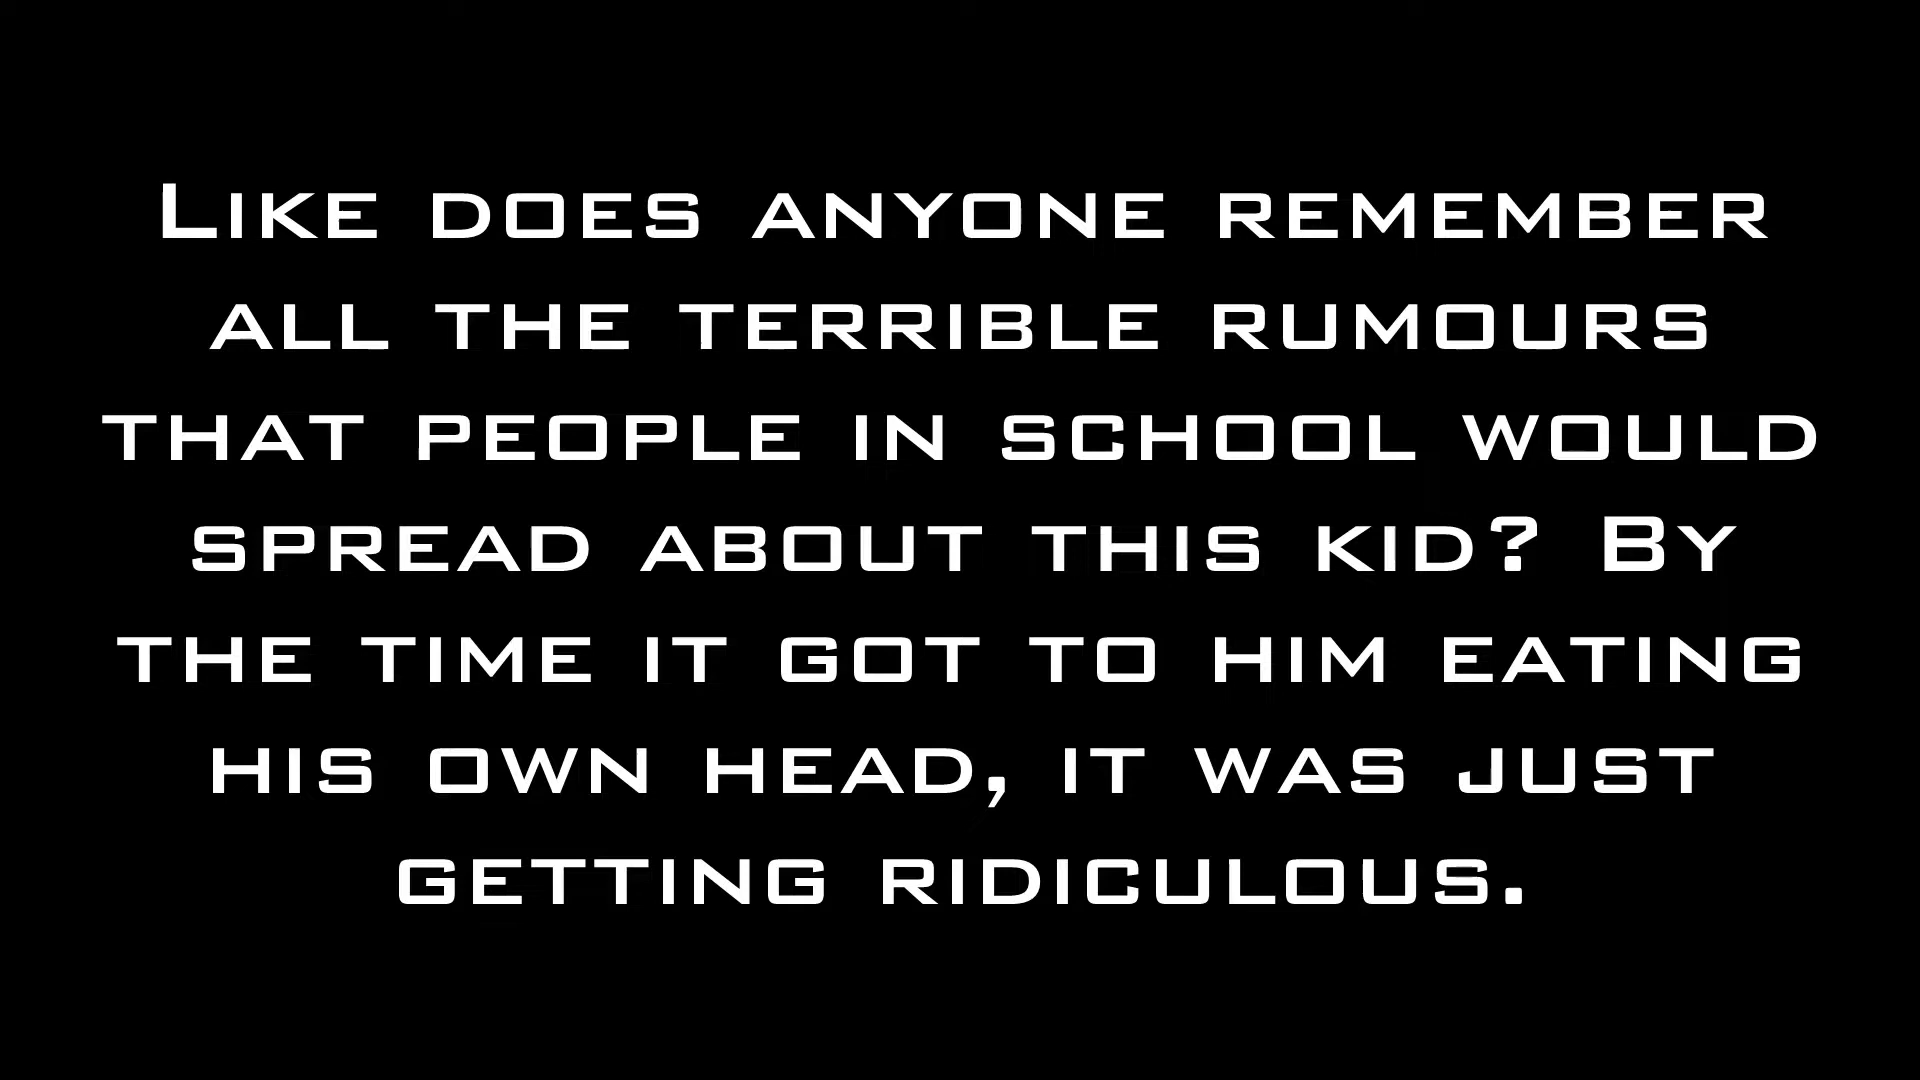 Like does anyone remember
all the terrible rumours
that people in school would
spread about this kid? By
the time it got to him eating
his own head, it was just
getting ridiculous.